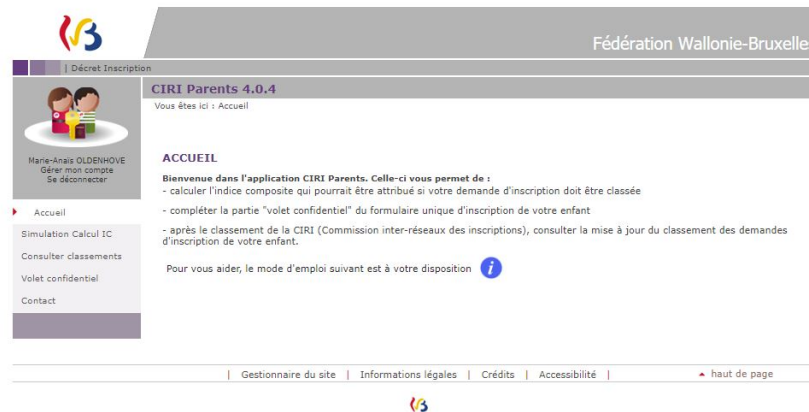 Fédération Wallonie-Bruxelle
| Décret Inscription
CIRI Parents 4.0.4
Vous êtes ici : Accueil
Marie-Anaïs OLDENHOVE
Gérer mon compte
Se déconnecter
ACCUEIL
Bienvenue dans l'application CIRI Parents. Celle-ci vous permet de :
- calculer l'indice composite qui pourrait être attribué si votre demande d'inscription doit être classée
- compléter la partie "volet confidentiel" du formulaire unique d'inscription de votre enfant
- après le classement de la CIRI (Commission inter-réseaux des inscriptions), consulter la mise à jour du classement des demandes
d'inscription de votre enfant.
Pour vous aider, le mode d'emploi suivant est à votre disposition i
Accueil
Simulation Calcul IC
Consulter classements
Volet confidentiel
Contact
| Gestionnaire du site | Informations légales | Crédits | Accessibilité | haut de page